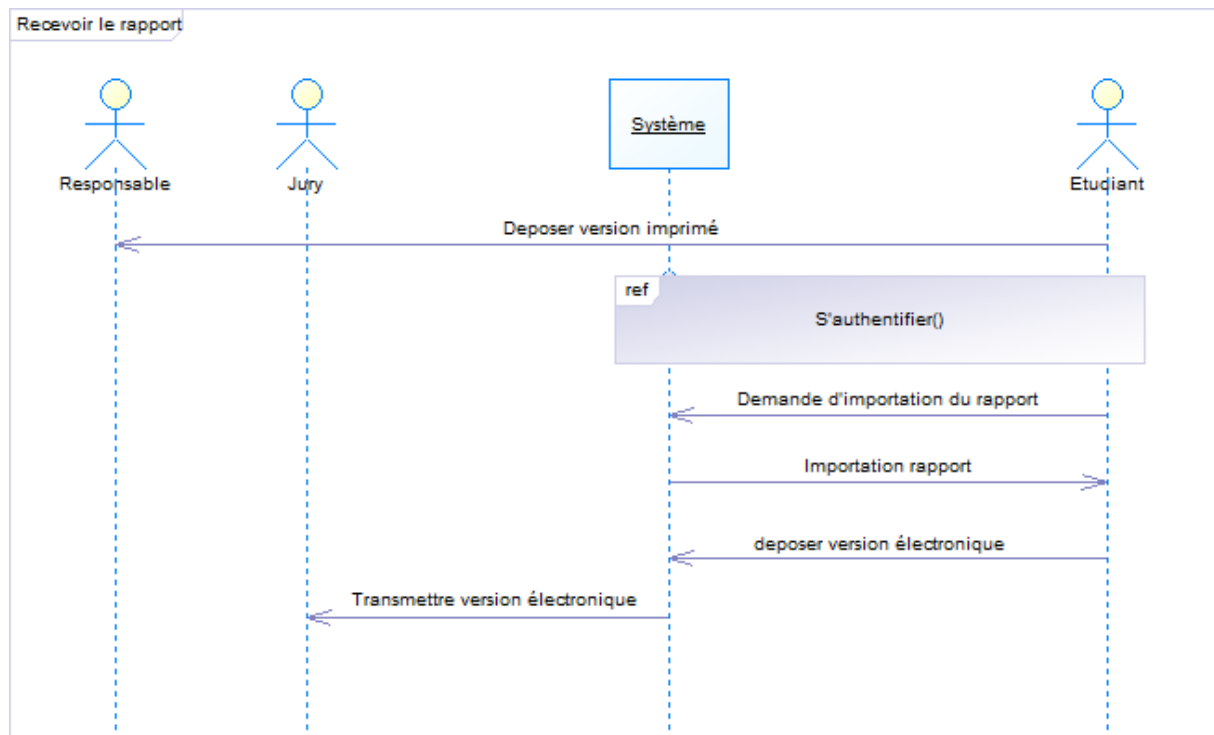 Recevoir le rapport
Responsable
Jury
Système
Etudiant
Deposer version imprimé
ref
S'authentifier()
Demande d'importation du rapport
Importation rapport
deposer version électronique
Transmettre version électronique